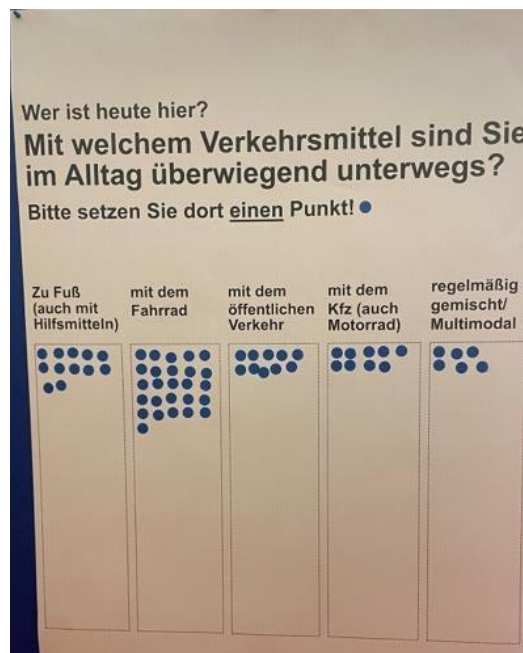 Wer ist heute hier?
Mit welchem Verkehrsmittel sind Sie
im Alltag überwiegend unterwegs?
Bitte setzen Sie dort einen Punkt!
Zu Fuß
(auch mit
Hilfsmitteln)
mit dem
Fahrrad
mit dem
öffentlichen
Verkehr
mit dem
Kfz (auch
Motorrad)
regelmäßig
gemischt/
Multimodal